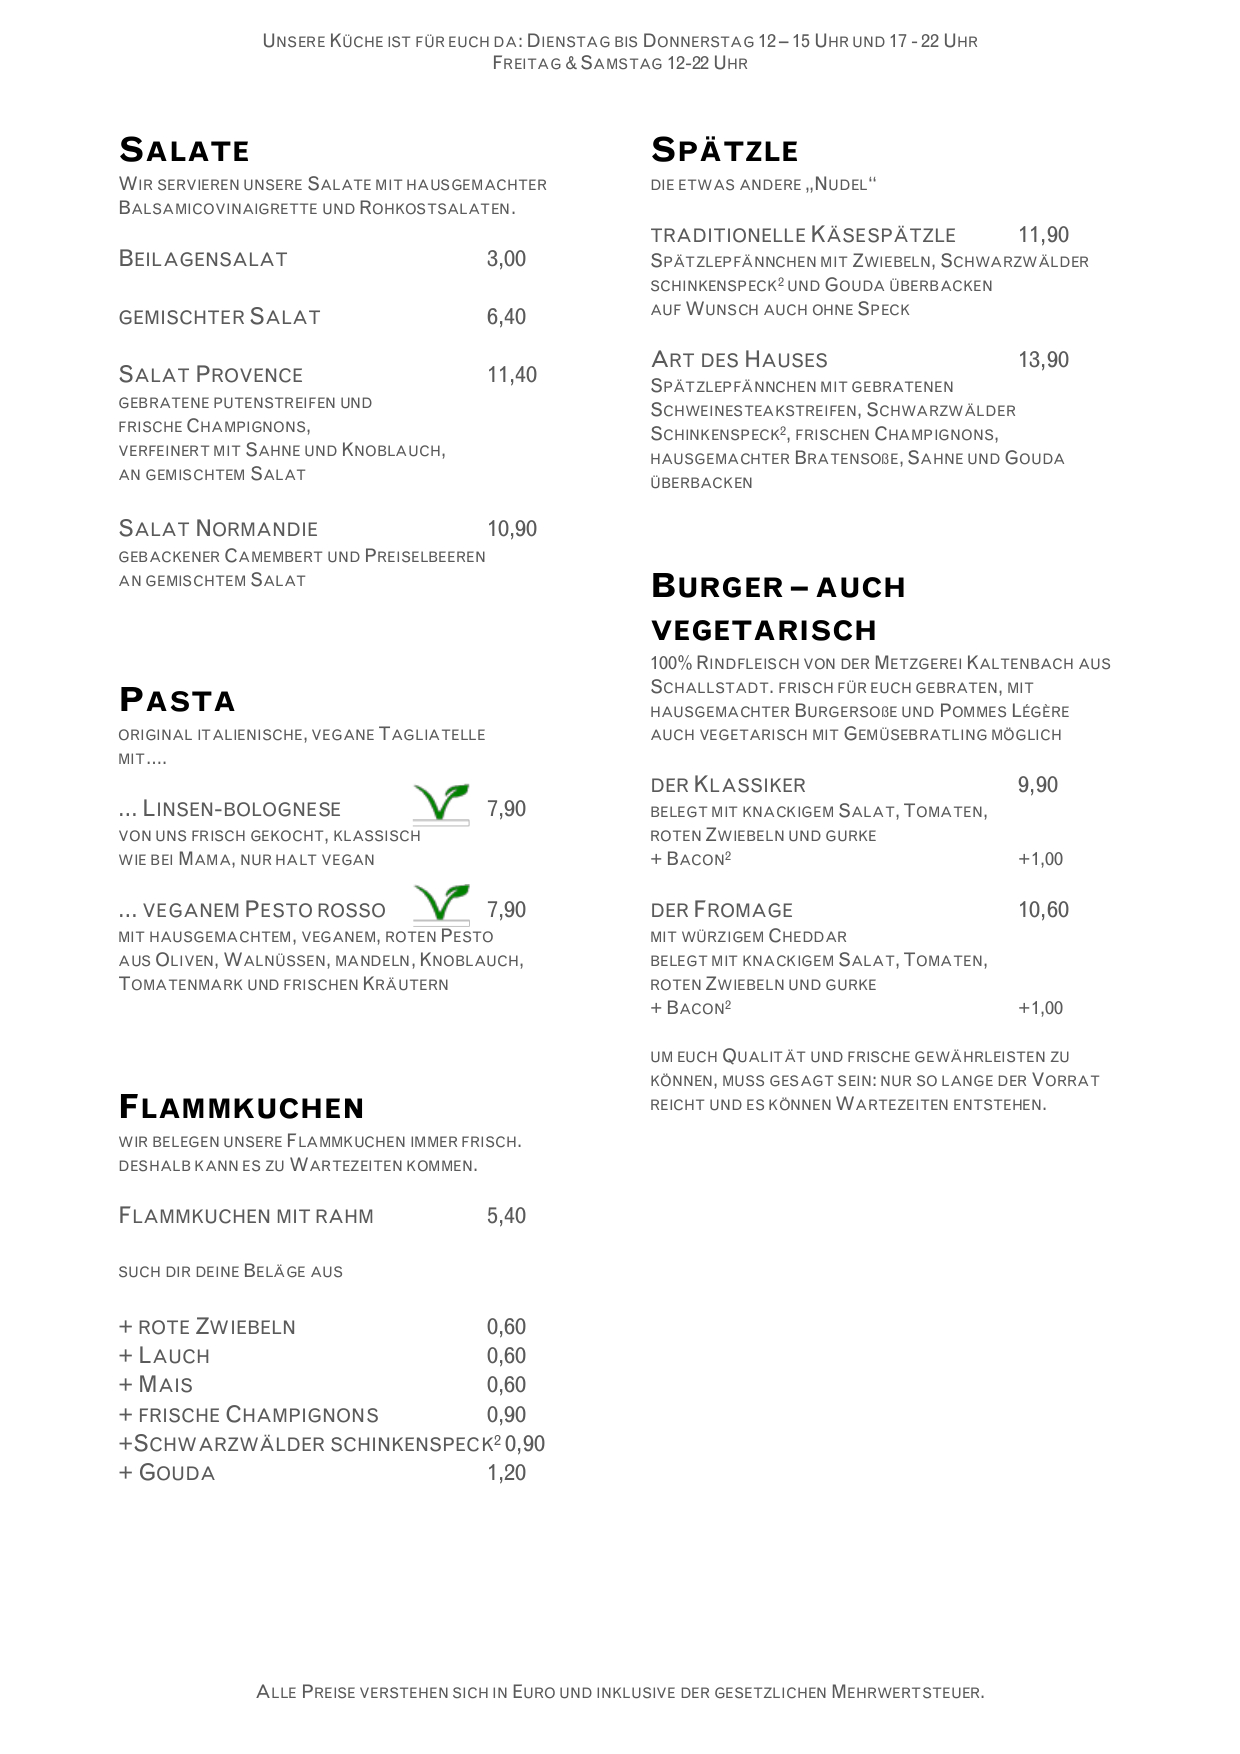 Unsere Küche ist für euch da: Dienstag bis Donnerstag 12 – 15 Uhr und 17 - 22 Uhr
Freitag & Samstag 12-22 Uhr
Salate
Wir servieren unsere Salate mit hausgemachter
Balsamicovinaigrette und Rohkostsalaten.
Beilagensalat 3,00
gemischter Salat 6,40
Salat Provence 11,40
gebratene putenstreifen und
frische Champignons,
verfeinert mit Sahne und Knoblauch,
an gemischtem Salat
Salat Normandie 10,90
gebackener Camembert und Preiselbeeren
an gemischtem Salat
Pasta
original italienische, vegane Tagliatelle
mit....
... Linsen-bolognese 7,90
von uns frisch gekocht, klassisch
wie bei Mama, nur halt vegan
... veganem Pesto rosso 7,90
mit hausgemachtem, veganem, roten Pesto
aus Oliven, Walnüssen, mandeln, Knoblauch,
Tomatenmark und frischen Kräutern
Flammkuchen
wir belegen unsere Flammkuchen immer frisch.
deshalb kann es zu Wartezeiten kommen.
Flammkuchen mit rahm 5,40
such dir deine Beläge aus
+ rote Zwiebeln 0,60
+ Lauch 0,60
+ Mais 0,60
+ frische Champignons 0,90
+Schwarzwälder schinkenspeck² 0,90
+ Gouda 1,20
Spätzle
die etwas andere „Nudel“
traditionelle Käsespätzle 11,90
Spätzlepfännchen mit Zwiebeln, Schwarzwälder
schinkenspeck² und Gouda überbacken
auf Wunsch auch ohne Speck
Art des Hauses 13,90
Spätzlepfännchen mit gebratenen
Schweinesteakstreifen, Schwarzwälder
Schinkenspeck², frischen Champignons,
hausgemachter Bratensoße, Sahne und Gouda
überbacken
Burger – auch
vegetarisch
100% Rindfleisch von der Metzgerei Kaltenbach aus
Schallstadt. frisch für euch gebraten, mit
hausgemachter Burgersoße und Pommes Légère
auch vegetarisch mit Gemüsebratling möglich
der Klassiker 9,90
belegt mit knackigem Salat, Tomaten,
roten Zwiebeln und gurke
+ Bacon² +1,00
der Fromage 10,60
mit würzigem Cheddar
belegt mit knackigem Salat, Tomaten,
roten Zwiebeln und gurke
+ Bacon² +1,00
um euch Qualität und frische gewährleisten zu
können, muss gesagt sein: nur so lange der Vorrat
reicht und es können Wartezeiten entstehen.
Alle Preise verstehen sich in Euro und inklusive der gesetzlichen Mehrwertsteuer.